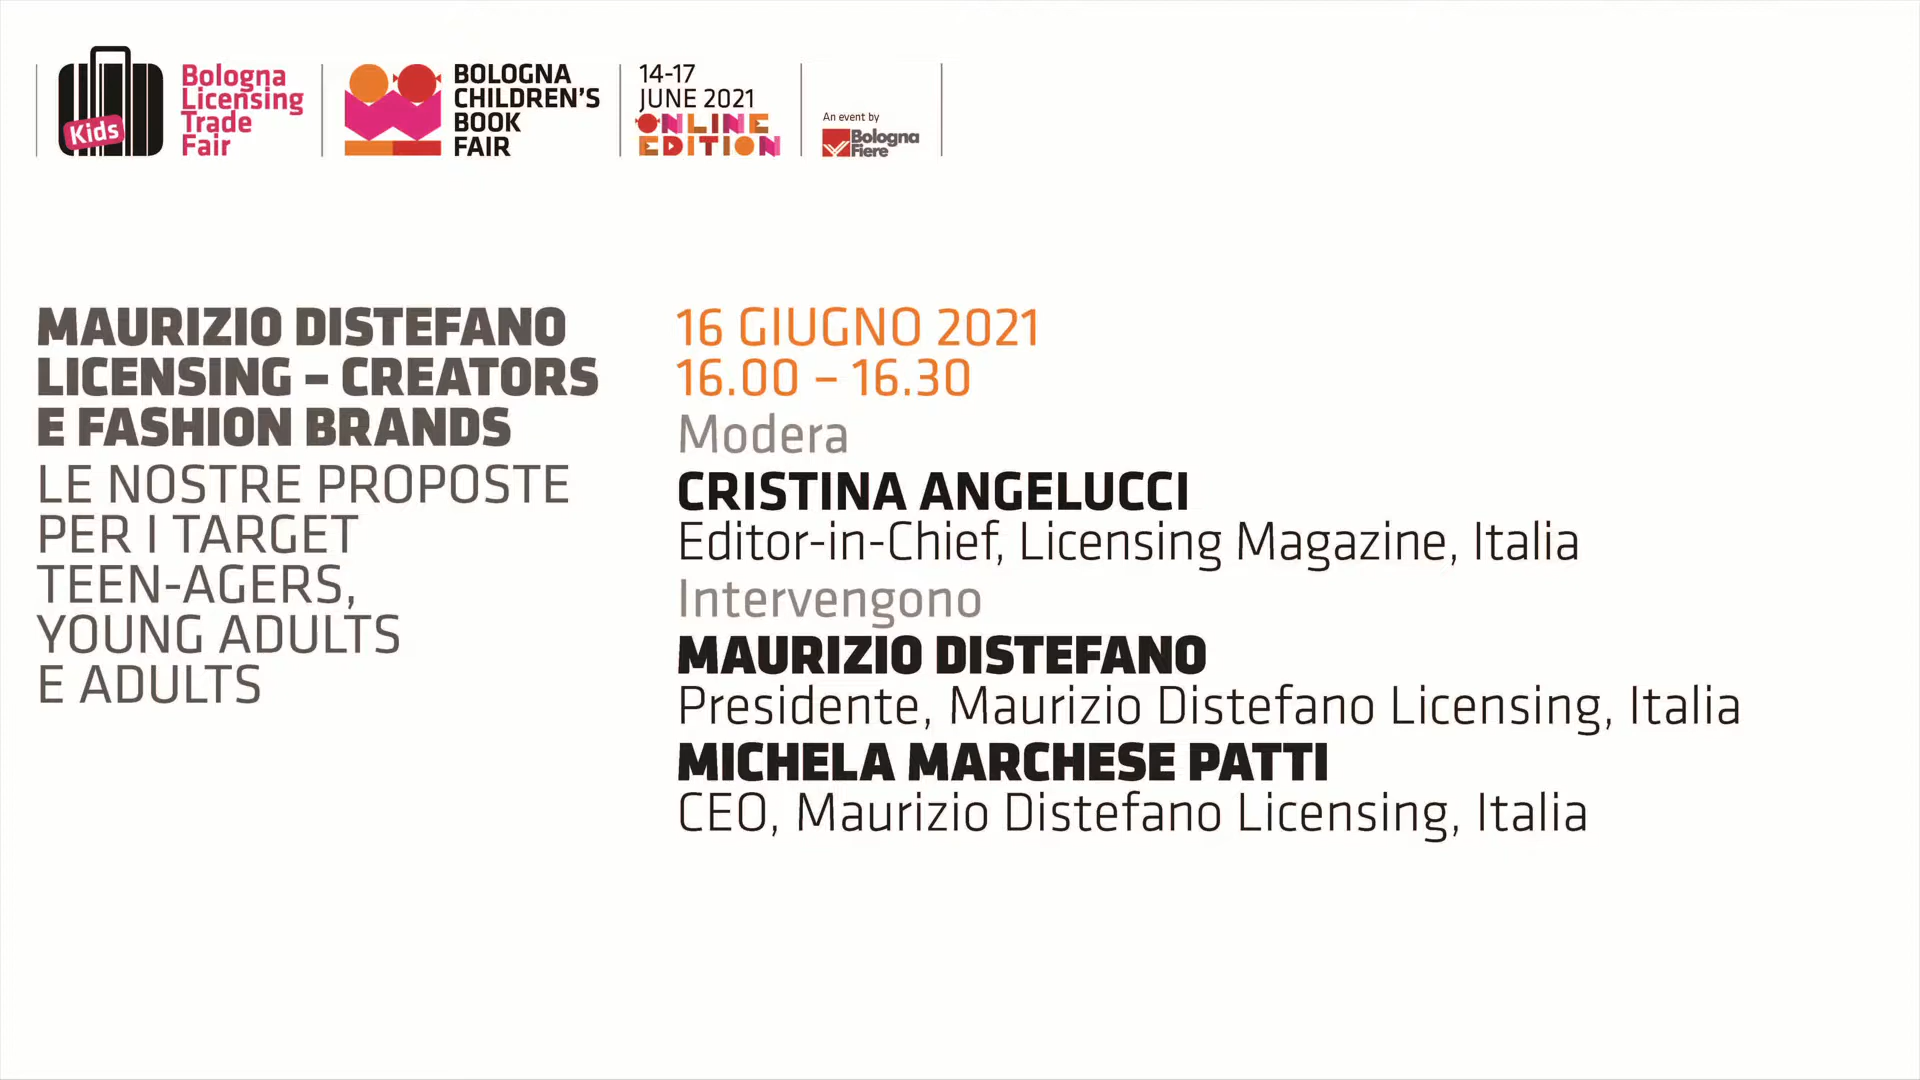 Kids
Bologna
Licensing
Trade
Fair
BOLOGNA
CHILDREN'S
BOOK
FAIR
14-17
JUNE 2021
ONLINE
EDITION
An event by
Bologna
Fiere
MAURIZIO DISTEFANO
LICENSING – CREATORS
E FASHION BRANDS
LE NOSTRE PROPOSTE
PER I TARGET
TEEN-AGERS,
YOUNG ADULTS
E ADULTS
16 GIUGNO 2021
16.00 – 16.30
Modera
CRISTINA ANGELUCCI
Editor-in-Chief, Licensing Magazine, Italia
Intervengono
MAURIZIO DISTEFANO
Presidente, Maurizio Distefano Licensing, Italia
MICHELA MARCHESE PATTI
CEO, Maurizio Distefano Licensing, Italia